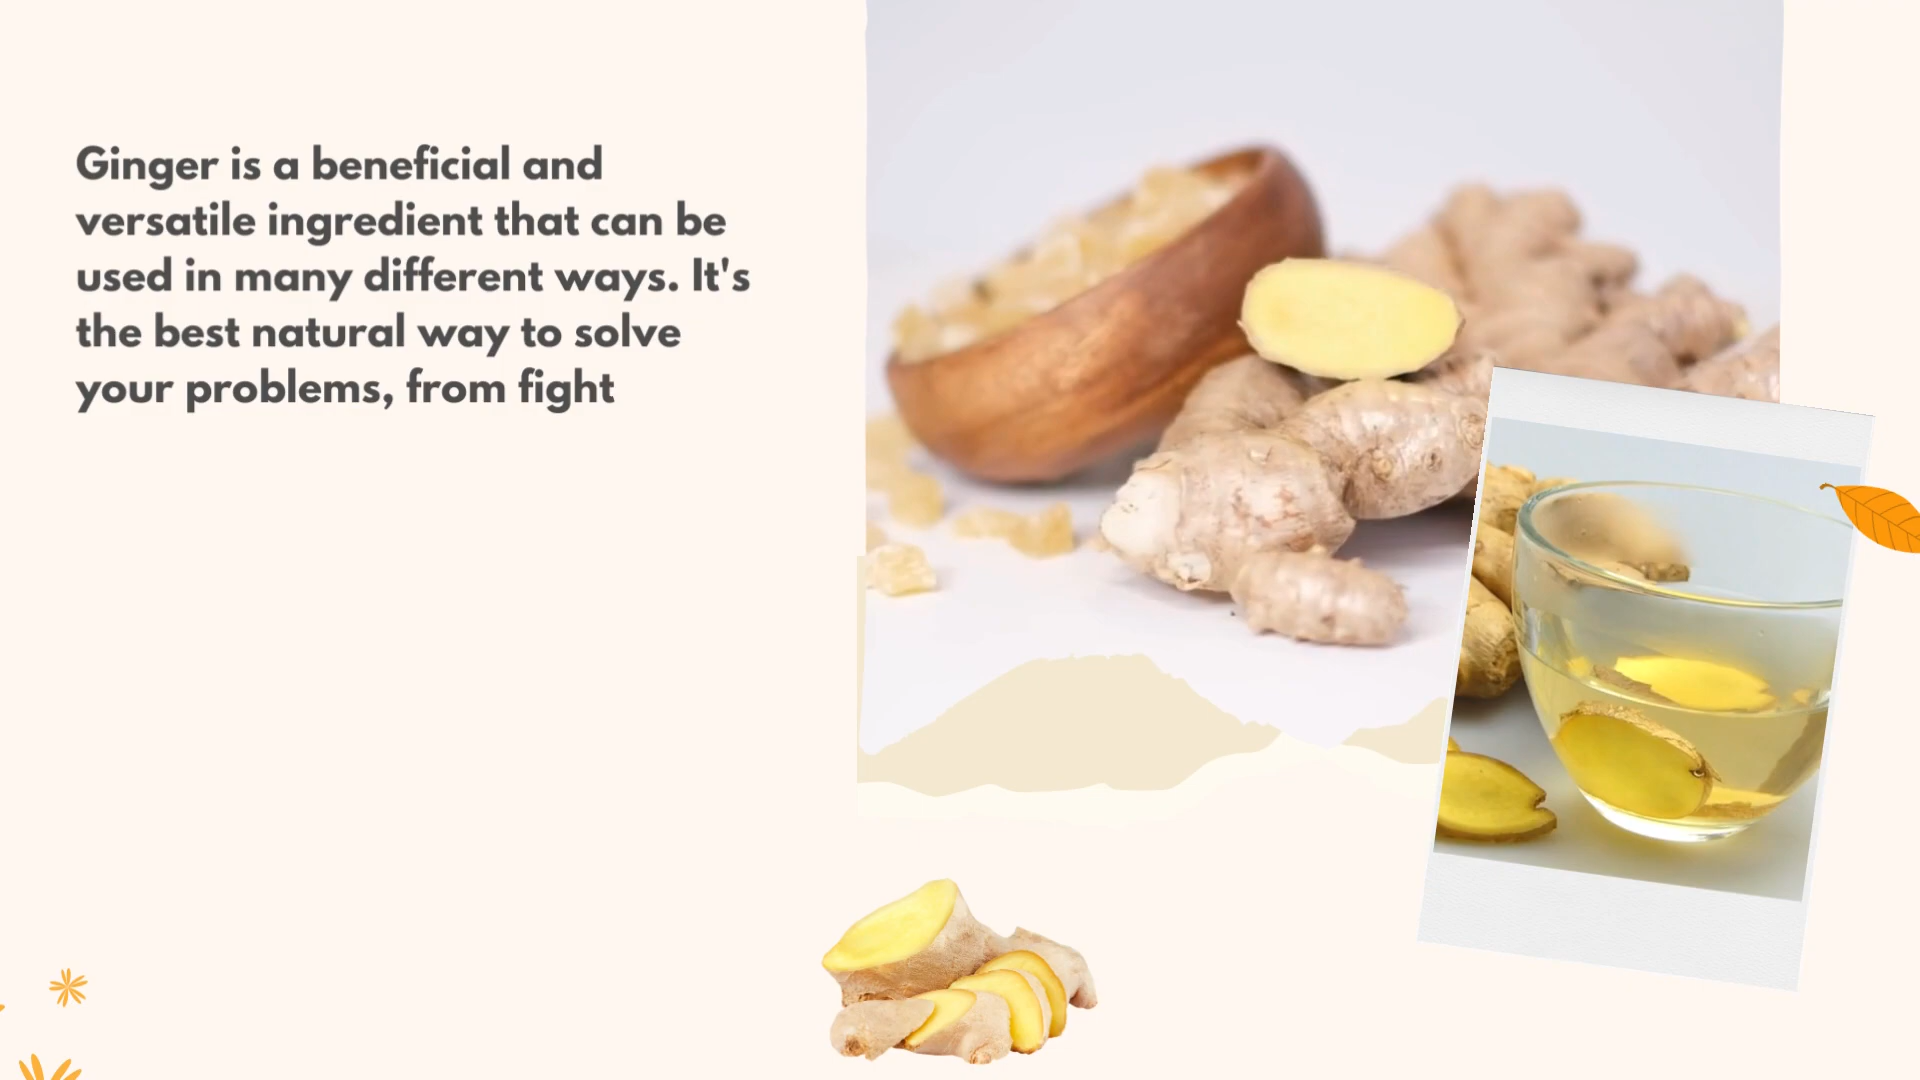 Ginger is a beneficial and
versatile ingredient that can be
used in many different ways. It's
the best natural way to solve
your problems, from fight